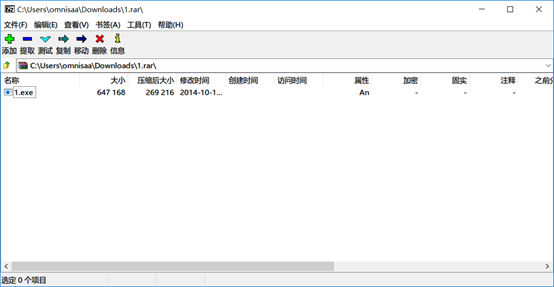 C:\Users\omnisaa\Downloads\1.rar\
文件(F) 编辑(E) 查看(V) 书签(A) 工具(T) 帮助(H)
添加 提取 测试 复制 移动 删除 信息
C:\Users\omnisaa\Downloads\1.rar\
名称 大小 压缩后大小 修改时间 创建时间 访问时间 属性 加密 固实 注释 之前
1.exe 647 168 269 216 2014-10-1... An - - -
选定 0 个项目